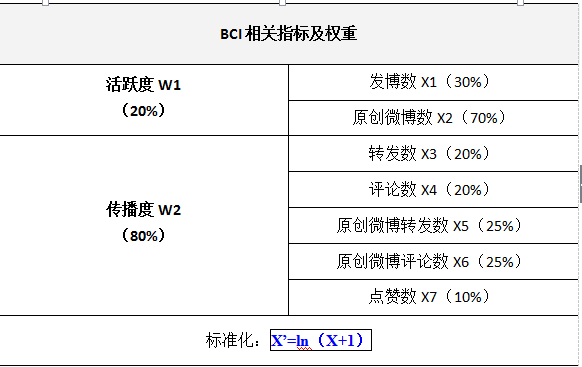 BCI 相关指标及权重
活跃度 W1
（20%）
发博数 X1（30%）
原创微博数 X2（70%）
传播度 W2
（80%）
转发数 X3（20%）
评论数 X4（20%）
原创微博转发数 X5（25%）
原创微博评论数 X6（25%）
点赞数 X7（10%）
标准化：X’=ln（X+1）